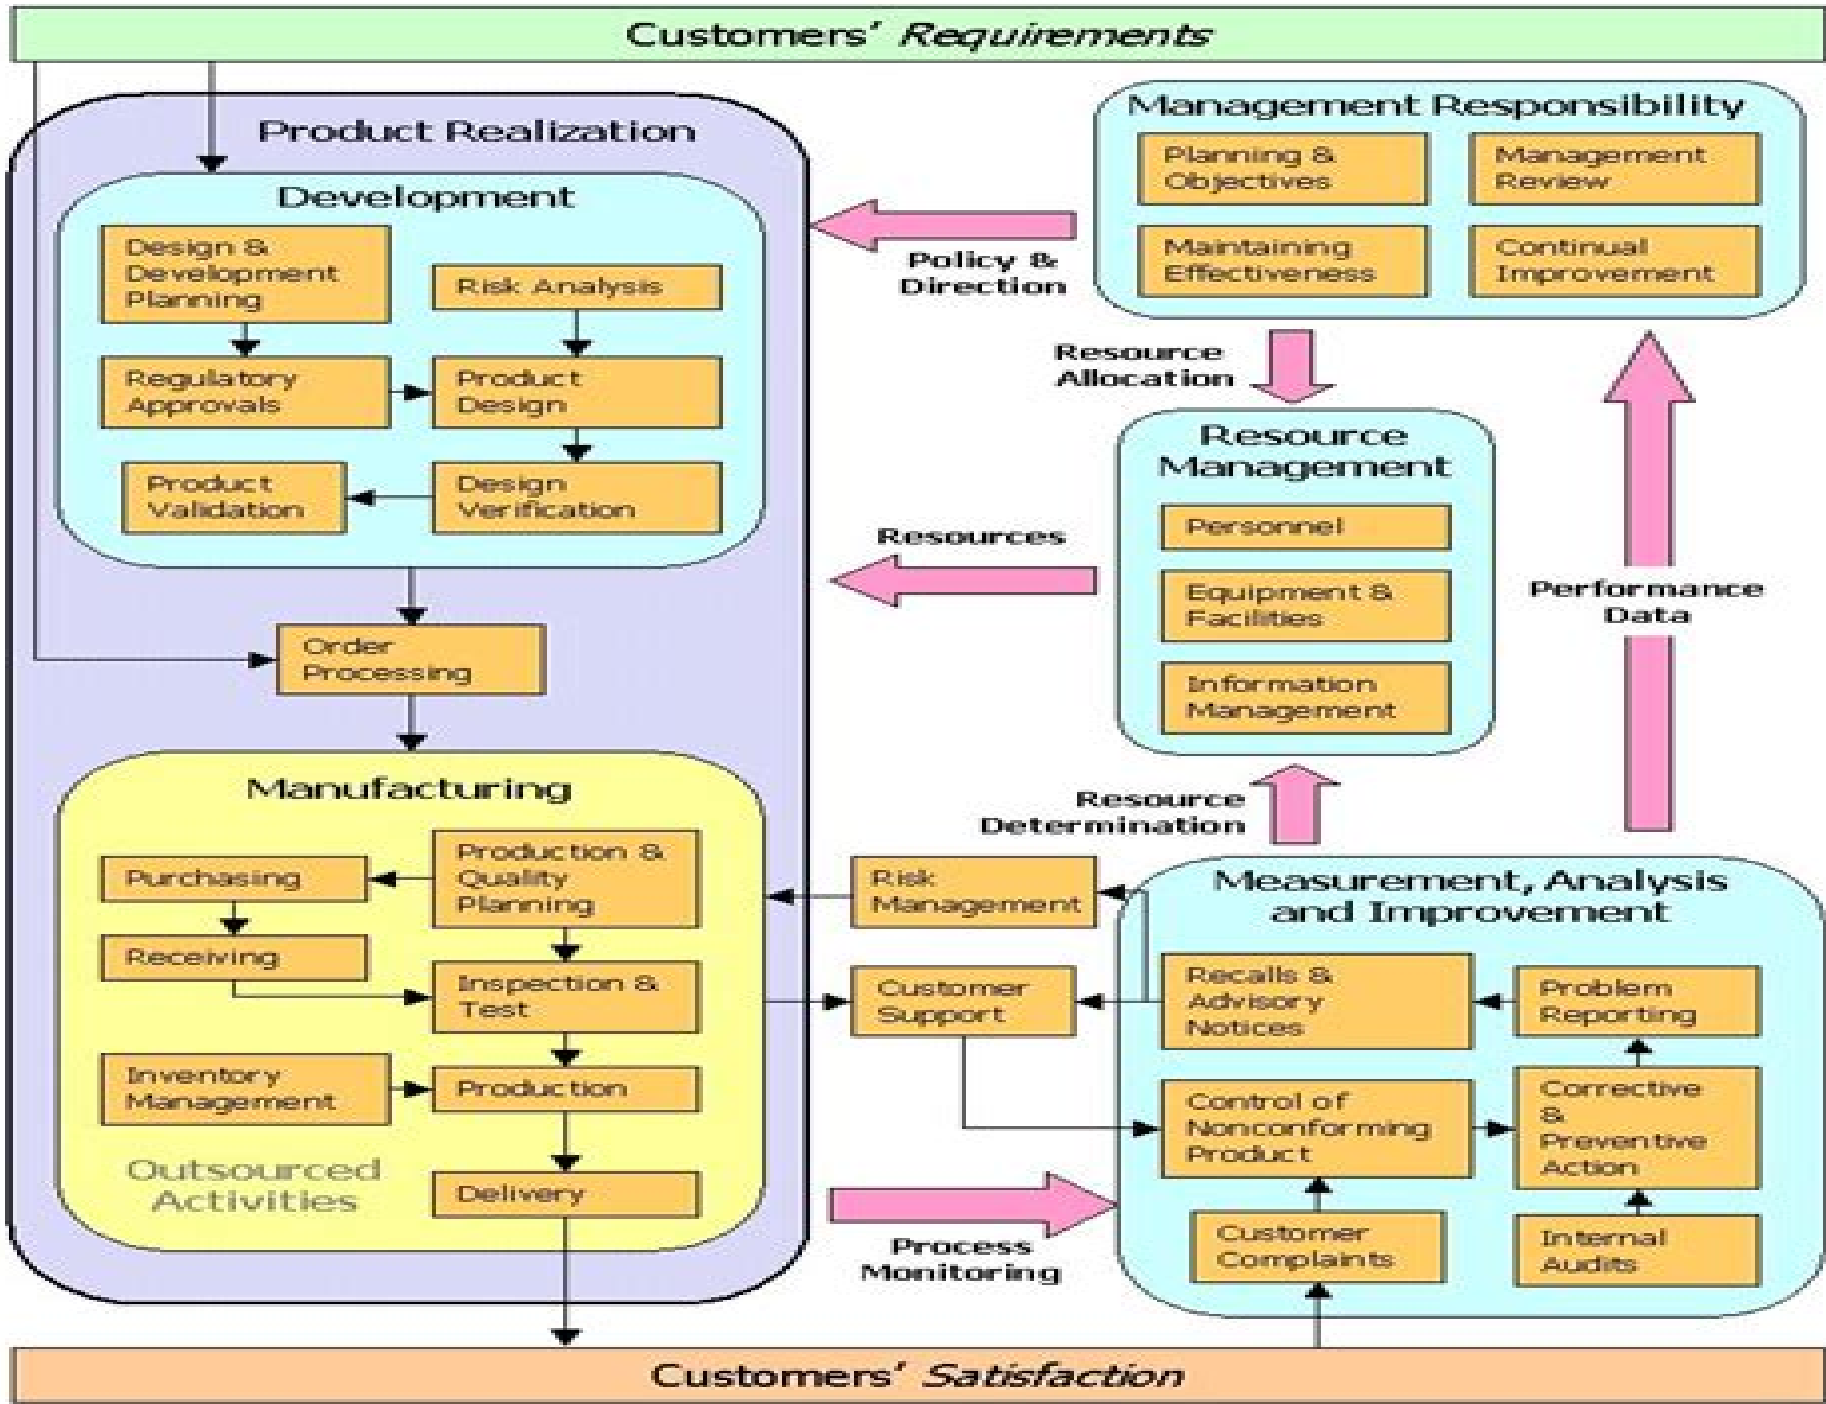 Customers’ Requirements
Product Realization
Development
Design &
Development
Planning
Risk Analysis
Regulatory
Approvals
Product
Design
Product
Validation
Design
Verification
Order
Processing
Manufacturing
Production &
Quality
Planning
Purchasing
Receiving
Inspection &
Test
Inventory
Management
Production
Outsourced
Activities
Delivery
Management Responsibility
Planning &
Objectives
Management
Review
Maintaining
Effectiveness
Continual
Improvement
Policy &
Direction
Resource
Allocation
Resource
Management
Personnel
Equipment &
Facilities
Information
Management
Resources
Performance
Data
Resource
Determination
Risk
Management
Customer
Support
Measurement, Analysis
and Improvement
Recalls &
Advisory
Notices
Problem
Reporting
Control of
Nonconforming
Product
Corrective
&
Preventive
Action
Customer
Complaints
Internal
Audits
Process
Monitoring
Customers’ Satisfaction